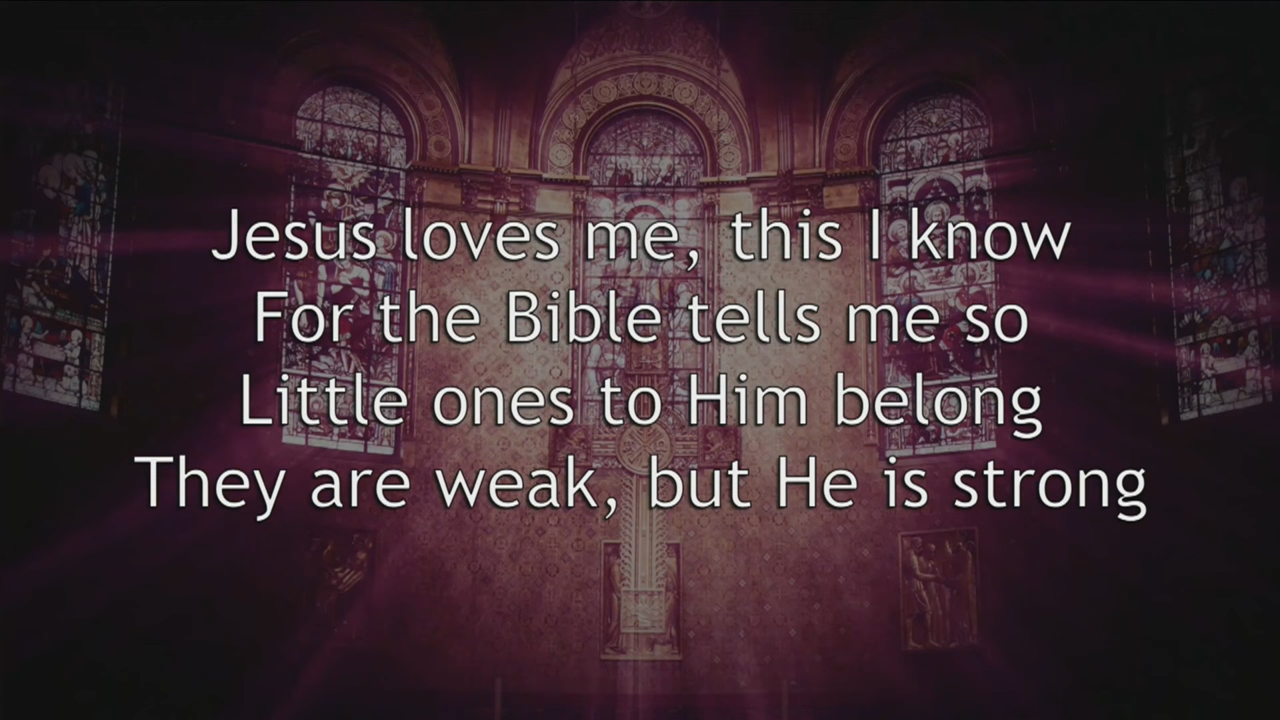 Jesus loves me, this I know
For the Bible tells me so
Little ones to Him belong
They are weak, but He is strong